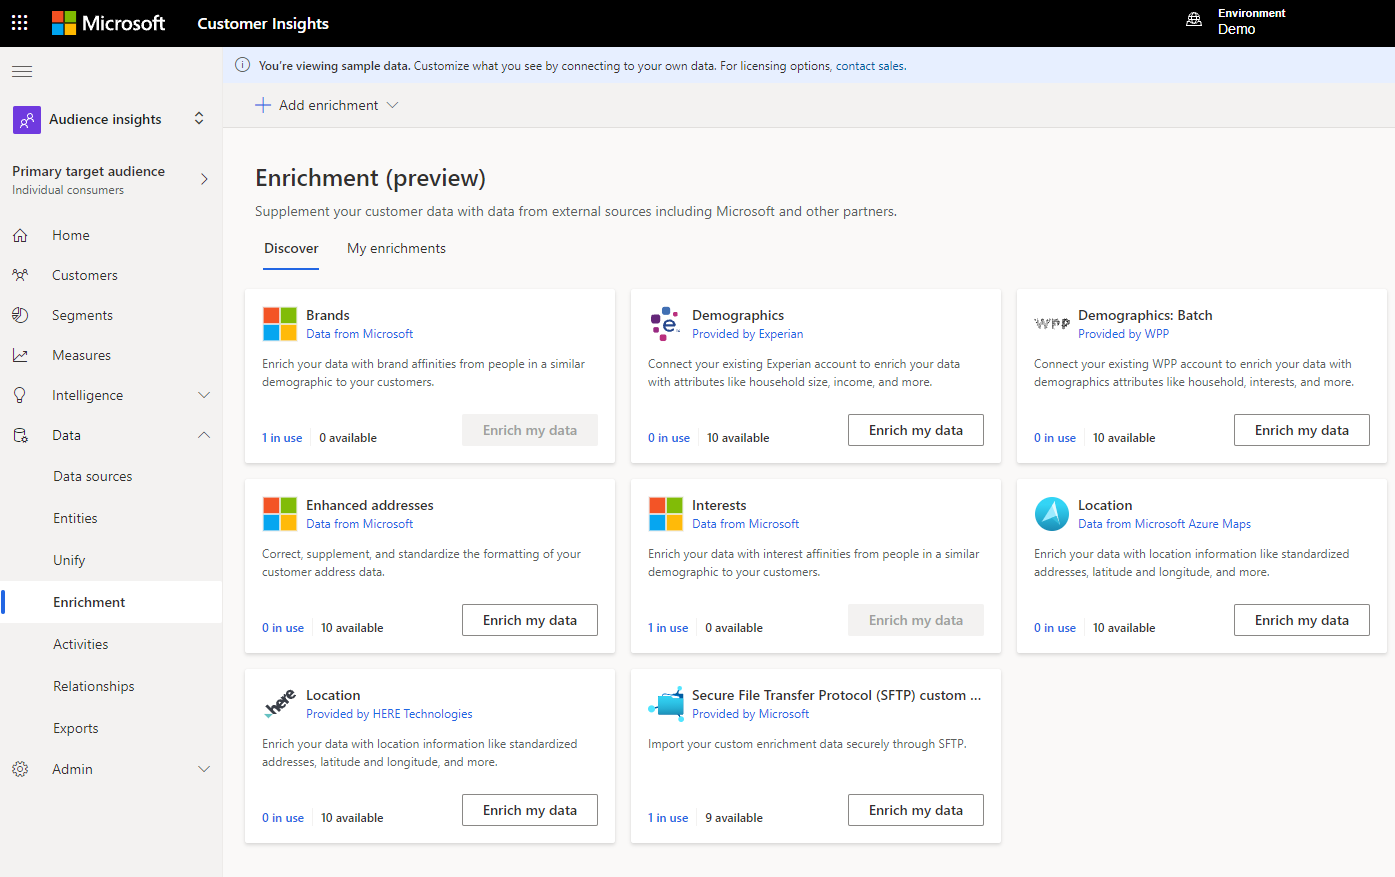 Microsoft
Customer Insights
Environment
Demo
You're viewing sample data. Customize what you see by connecting to your own data. For licensing options, contact sales.
Add enrichment
Audience insights
Primary target audience
Individual consumers
Home
Customers
Segments
Measures
Intelligence
Data
Data sources
Entities
Unify
Enrichment
Activities
Relationships
Exports
Admin
Enrichment (preview)
Supplement your customer data with data from external sources including Microsoft and other partners.
Discover
My enrichments
Brands
Data from Microsoft
Enrich your data with brand affinities from people in a similar
demographic to your customers.
1 in use
0 available
Enrich my data
e
Demographics
Provided by Experian
Connect your existing Experian account to enrich your data
with attributes like household size, income, and more.
0 in use
10 available
Enrich my data
WPP
Demographics: Batch
Provided by WPP
Connect your existing WPP account to enrich your data with
demographics attributes like household, interests, and more.
0 in use
10 available
Enrich my data
Enhanced addresses
Data from Microsoft
Correct, supplement, and standardize the formatting of your
customer address data.
0 in use
10 available
Enrich my data
Interests
Data from Microsoft
Enrich your data with interest affinities from people in a similar
demographic to your customers.
1 in use
0 available
Enrich my data
Location
Data from Microsoft Azure Maps
Enrich your data with location information like standardized
addresses, latitude and longitude, and more.
0 in use
10 available
Enrich my data
here
Location
Provided by HERE Technologies
Enrich your data with location information like standardized
addresses, latitude and longitude, and more.
0 in use
10 available
Enrich my data
Secure File Transfer Protocol (SFTP) custom ...
Provided by Microsoft
Import your custom enrichment data securely through SFTP.
1 in use
9 available
Enrich my data